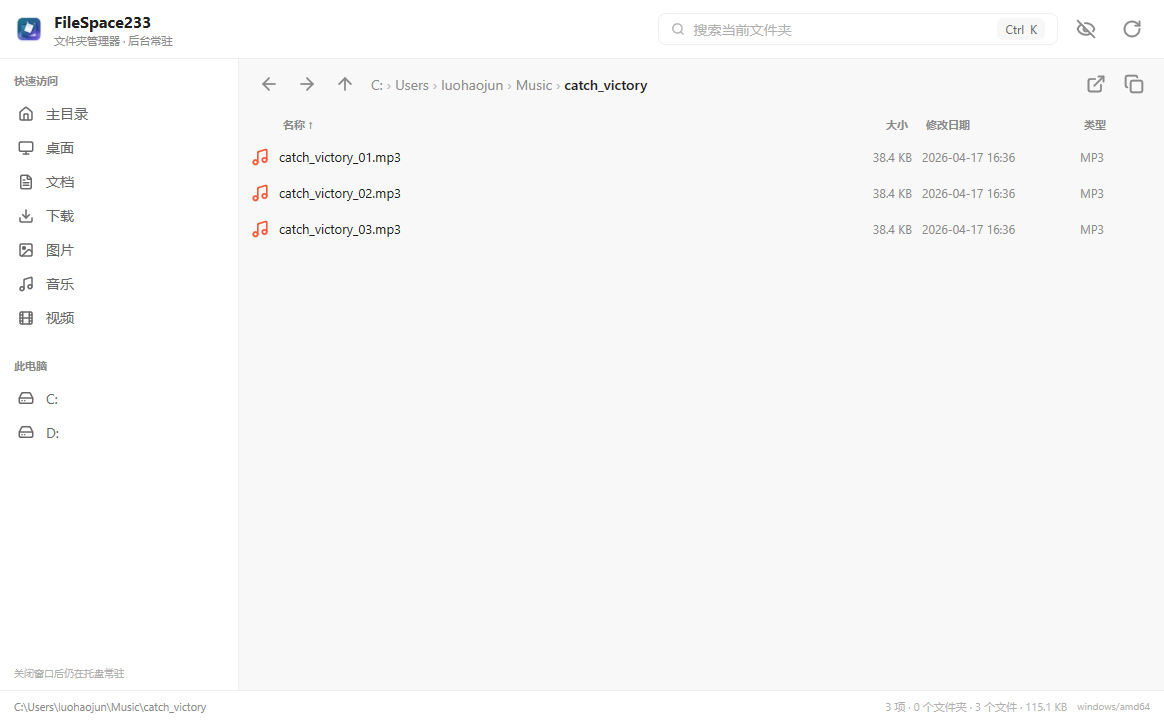 FileSpace233
文件夹管理器 · 后台常驻
搜索当前文件夹 Ctrl K
快速访问
主目录
桌面
文档
下载
图片
音乐
视频
此电脑
C:
D:
关闭窗口后仍在托盘常驻
C: › Users › luohaojun › Music › catch_victory
名称 ↑ 大小 修改日期 类型
catch_victory_01.mp3 38.4 KB 2026-04-17 16:36 MP3
catch_victory_02.mp3 38.4 KB 2026-04-17 16:36 MP3
catch_victory_03.mp3 38.4 KB 2026-04-17 16:36 MP3
C:\Users\luohaojun\Music\catch_victory
3 项 · 0 个文件夹 · 3 个文件 · 115.1 KB windows/amd64